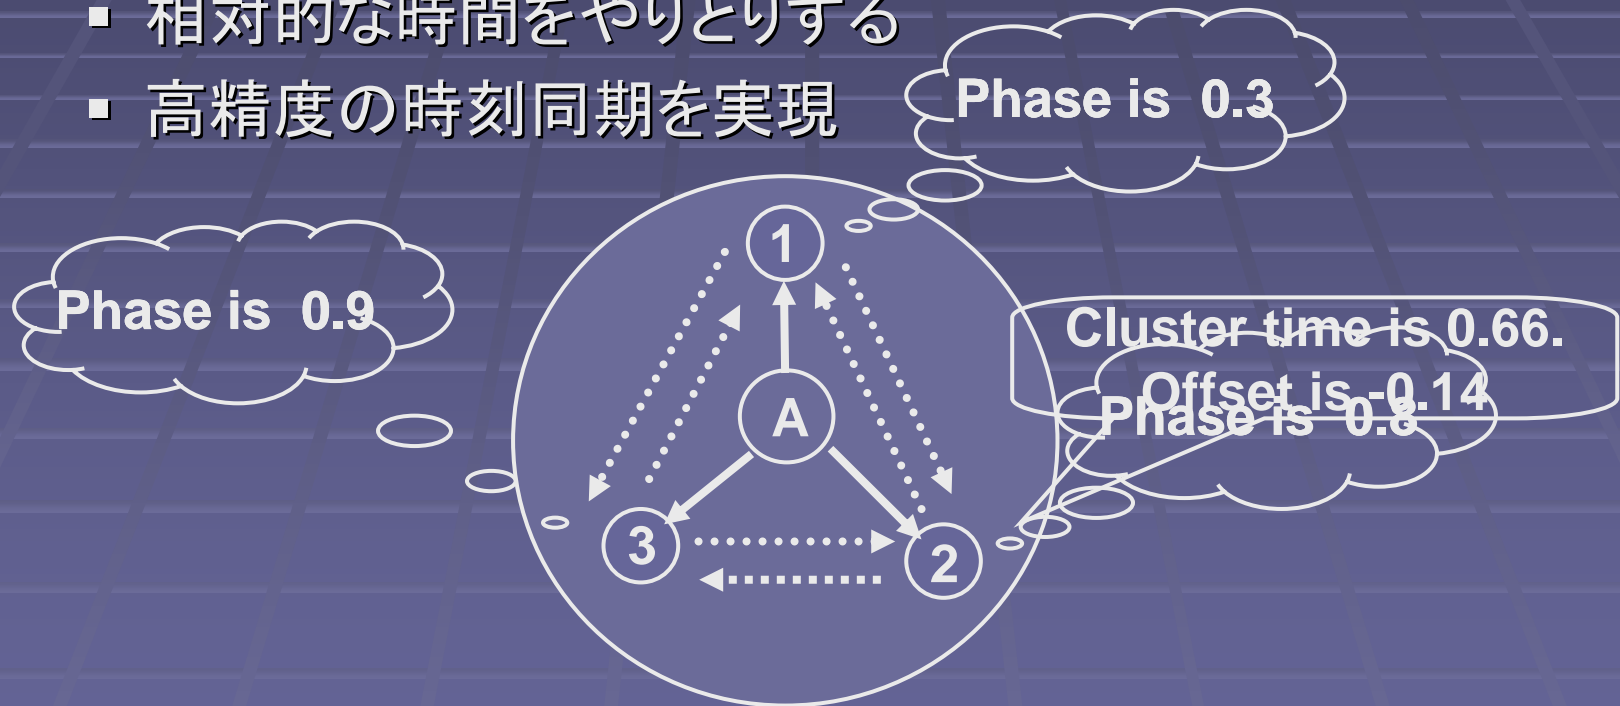 ▪ 相対的な時間をやりとりする
▪ 高精度の時刻同期を実現
Phase is 0.3
1
Phase is 0.9
Cluster time is 0.66.
Offset is -0.14
Phase is 0.8
A
3
2